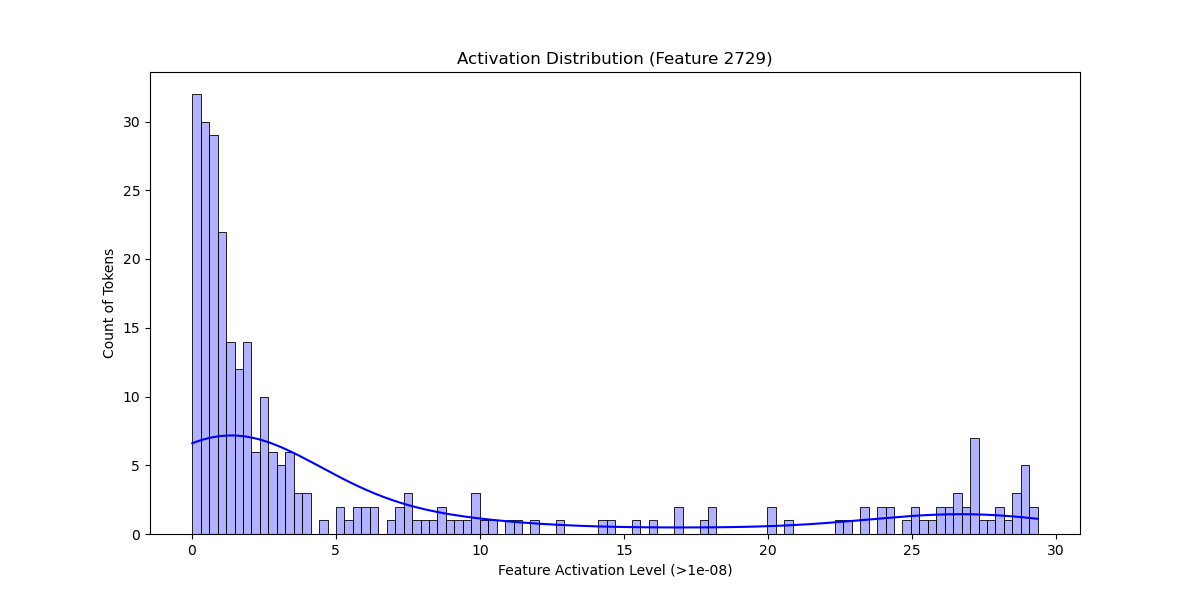 Activation Distribution (Feature 2729)
30
25
20
15
10
5
0
Count of Tokens
0 5 10 15 20 25 30
Feature Activation Level (>1e-08)